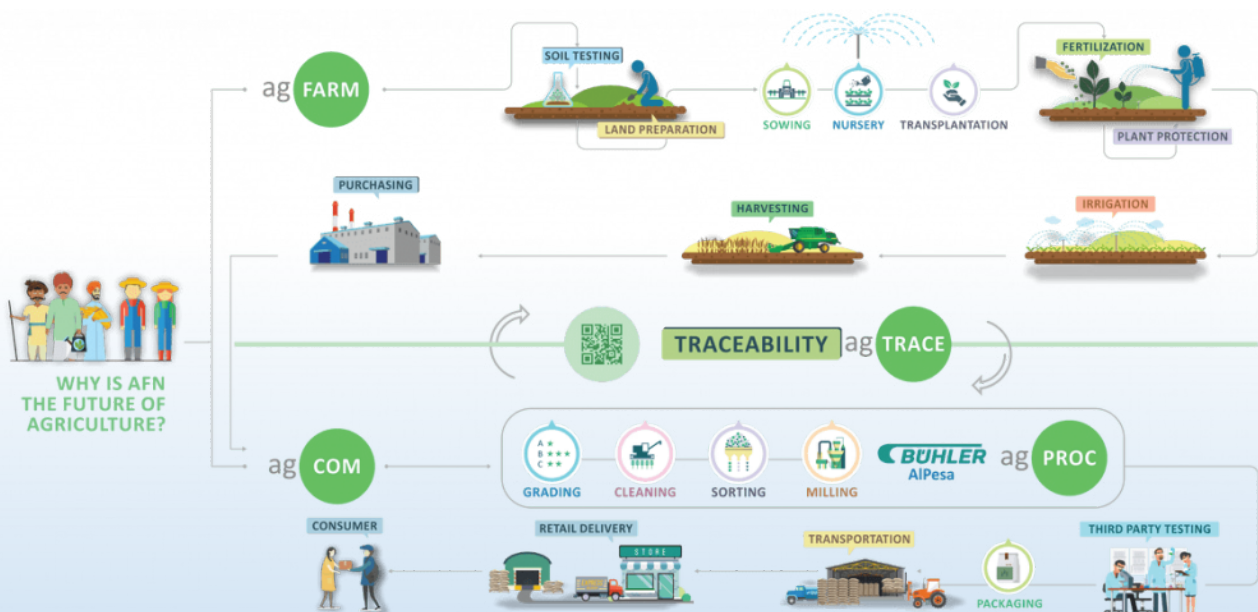 ag FARM
SOIL TESTING
LAND PREPARATION
SOWING
NURSERY
TRANSPLANTATION
FERTILIZATION
PLANT PROTECTION
PURCHASING
HARVESTING
IRRIGATION
WHY IS AFN
THE FUTURE OF
AGRICULTURE?
TRACEABILITY
ag TRACE
ag COM
A
B
C
GRADING
CLEANING
SORTING
MILLING
BÜHLER
AlPesa
ag PROC
CONSUMER
RETAIL DELIVERY
STORE
TRANSPORTATION
PACKAGING
THIRD PARTY TESTING